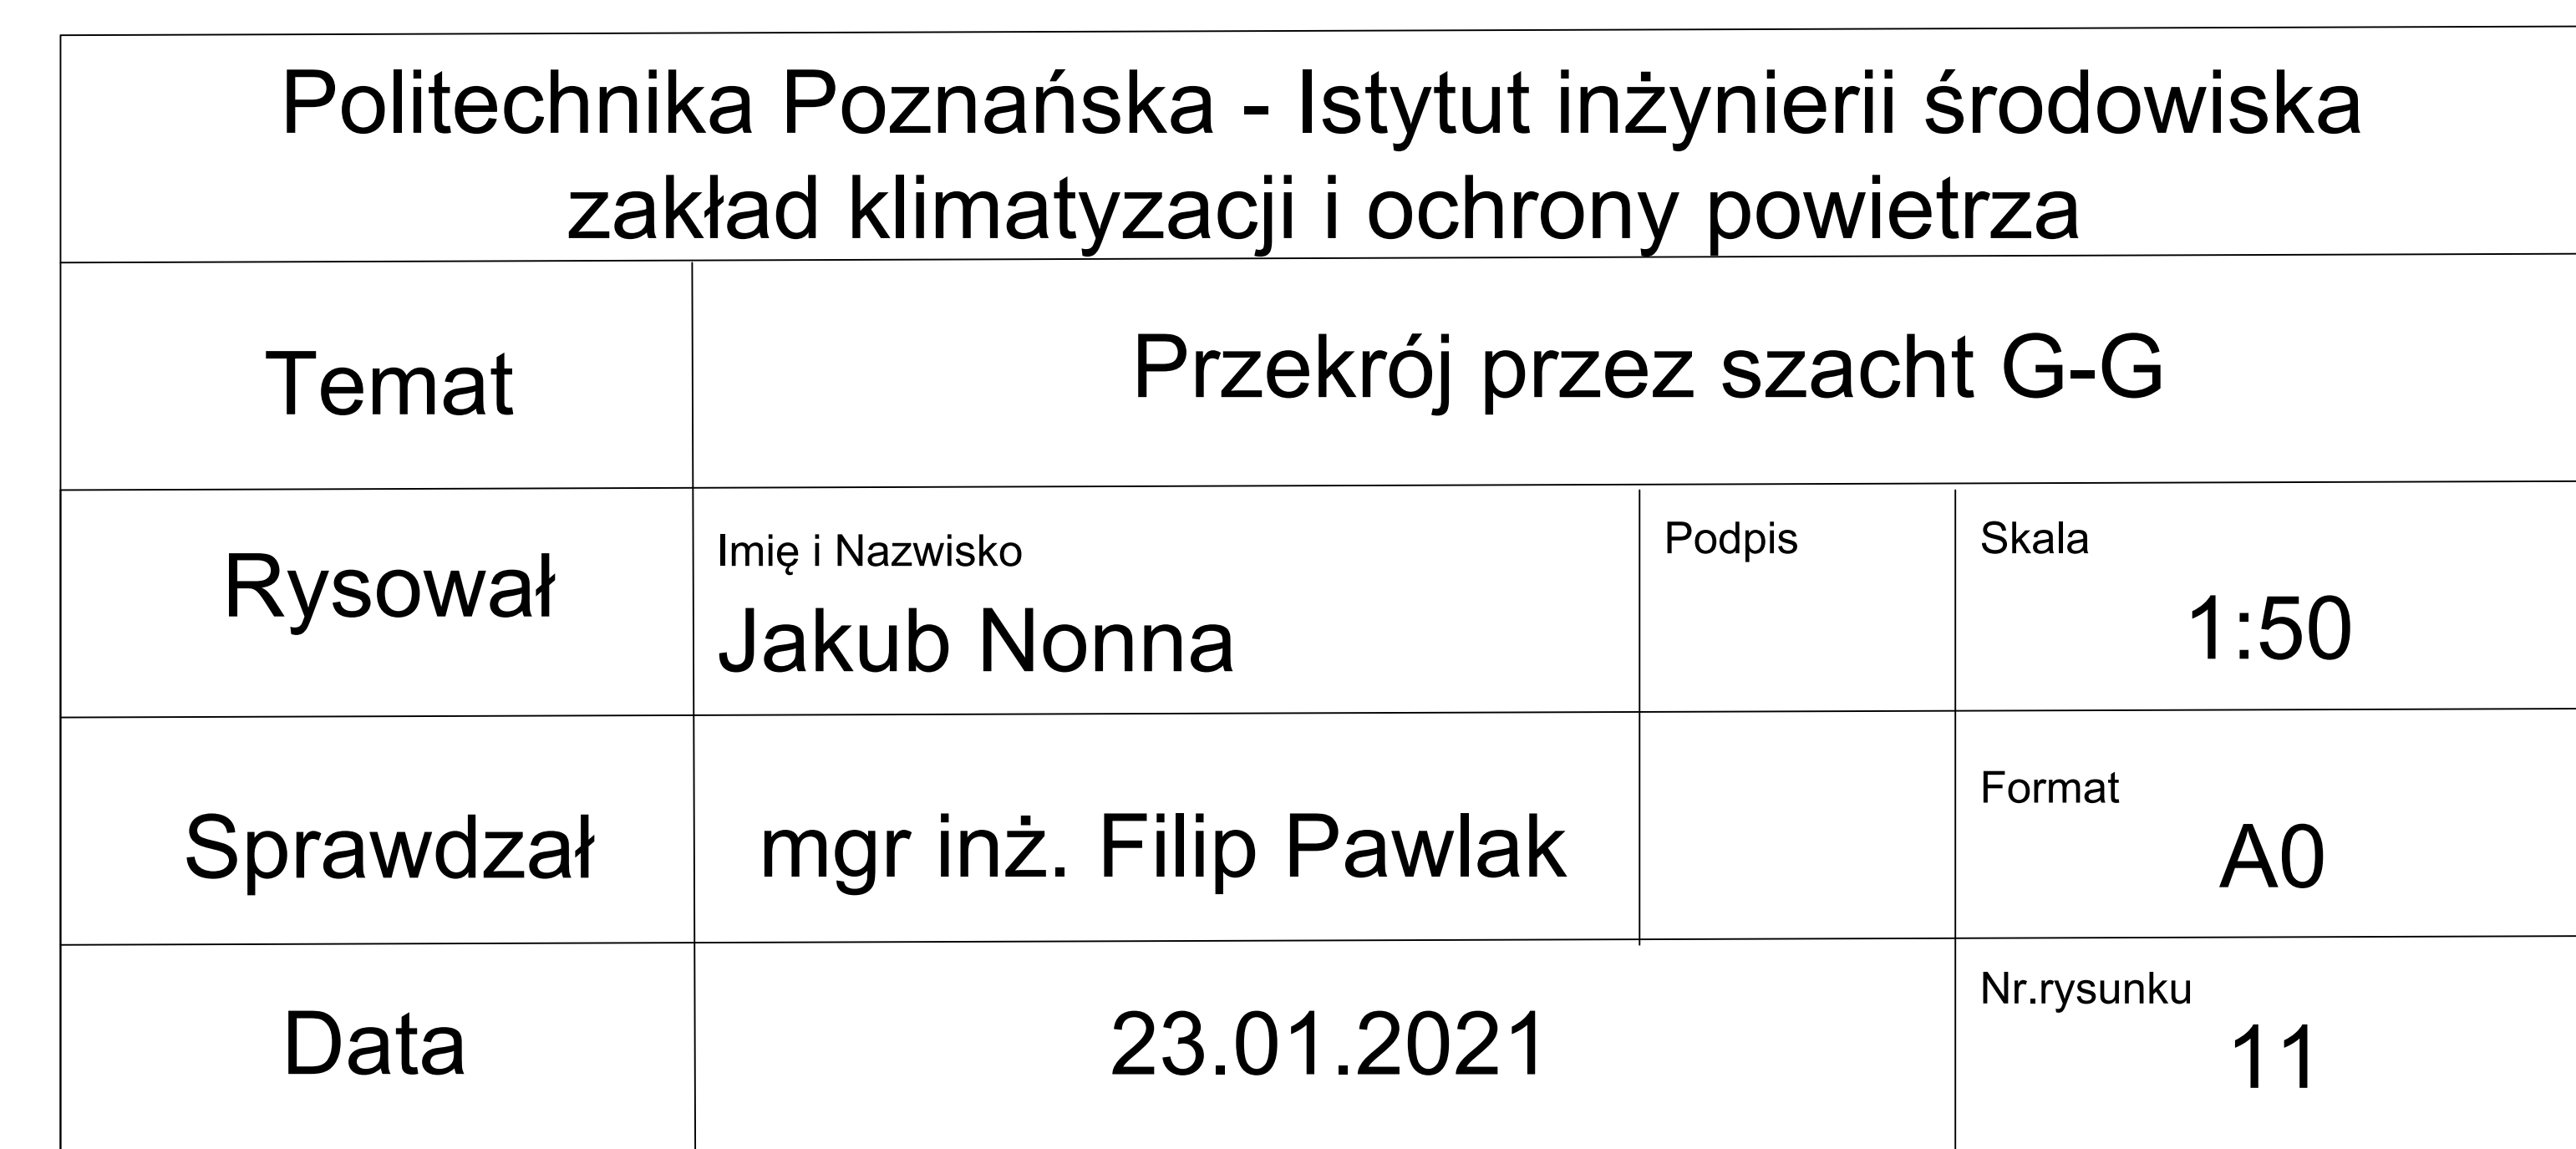 Politechnika Poznańska - Istytut inżynierii środowiska
zakład klimatyzacji i ochrony powietrza
Temat
Przekrój przez szacht G-G
Rysował
Imię i Nazwisko
Jakub Nonna
Podpis
Skala
1:50
Sprawdzał
mgr inż. Filip Pawlak
Format
A0
Data
23.01.2021
Nr.rysunku
11